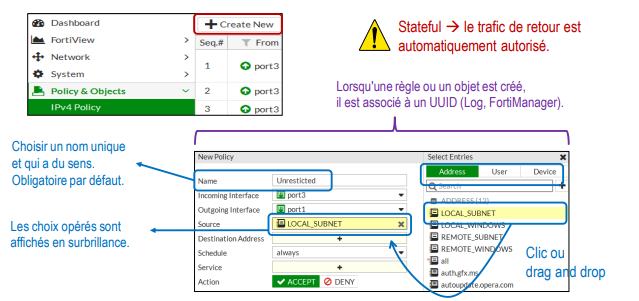 Dashboard
FortiView
Network
System
Policy & Objects
IPv4 Policy
Create New
Seq.# From
1 port3
2 port3
3 port3
Stateful → le trafic de retour est
automatiquement autorisé.
Lorsqu'une règle ou un objet est créé,
il est associé à un UUID (Log, FortiManager).
Choisir un nom unique
et qui a du sens.
Obligatoire par défaut.
Les choix opérés sont
affichés en surbrillance.
New Policy
Name Unresticted
Incoming Interface port3
Outgoing Interface port1
Source LOCAL_SUBNET
Destination Address +
Schedule always
Service +
Action ACCEPT DENY
Select Entries
Address User Device
Search
ADDRESS (12)
LOCAL_SUBNET
LOCAL_WINDOWS
REMOTE_SUBNET
REMOTE_WINDOWS
all
auth.gfx.ms
autoupdate.opera.com
Clic ou
drag and drop